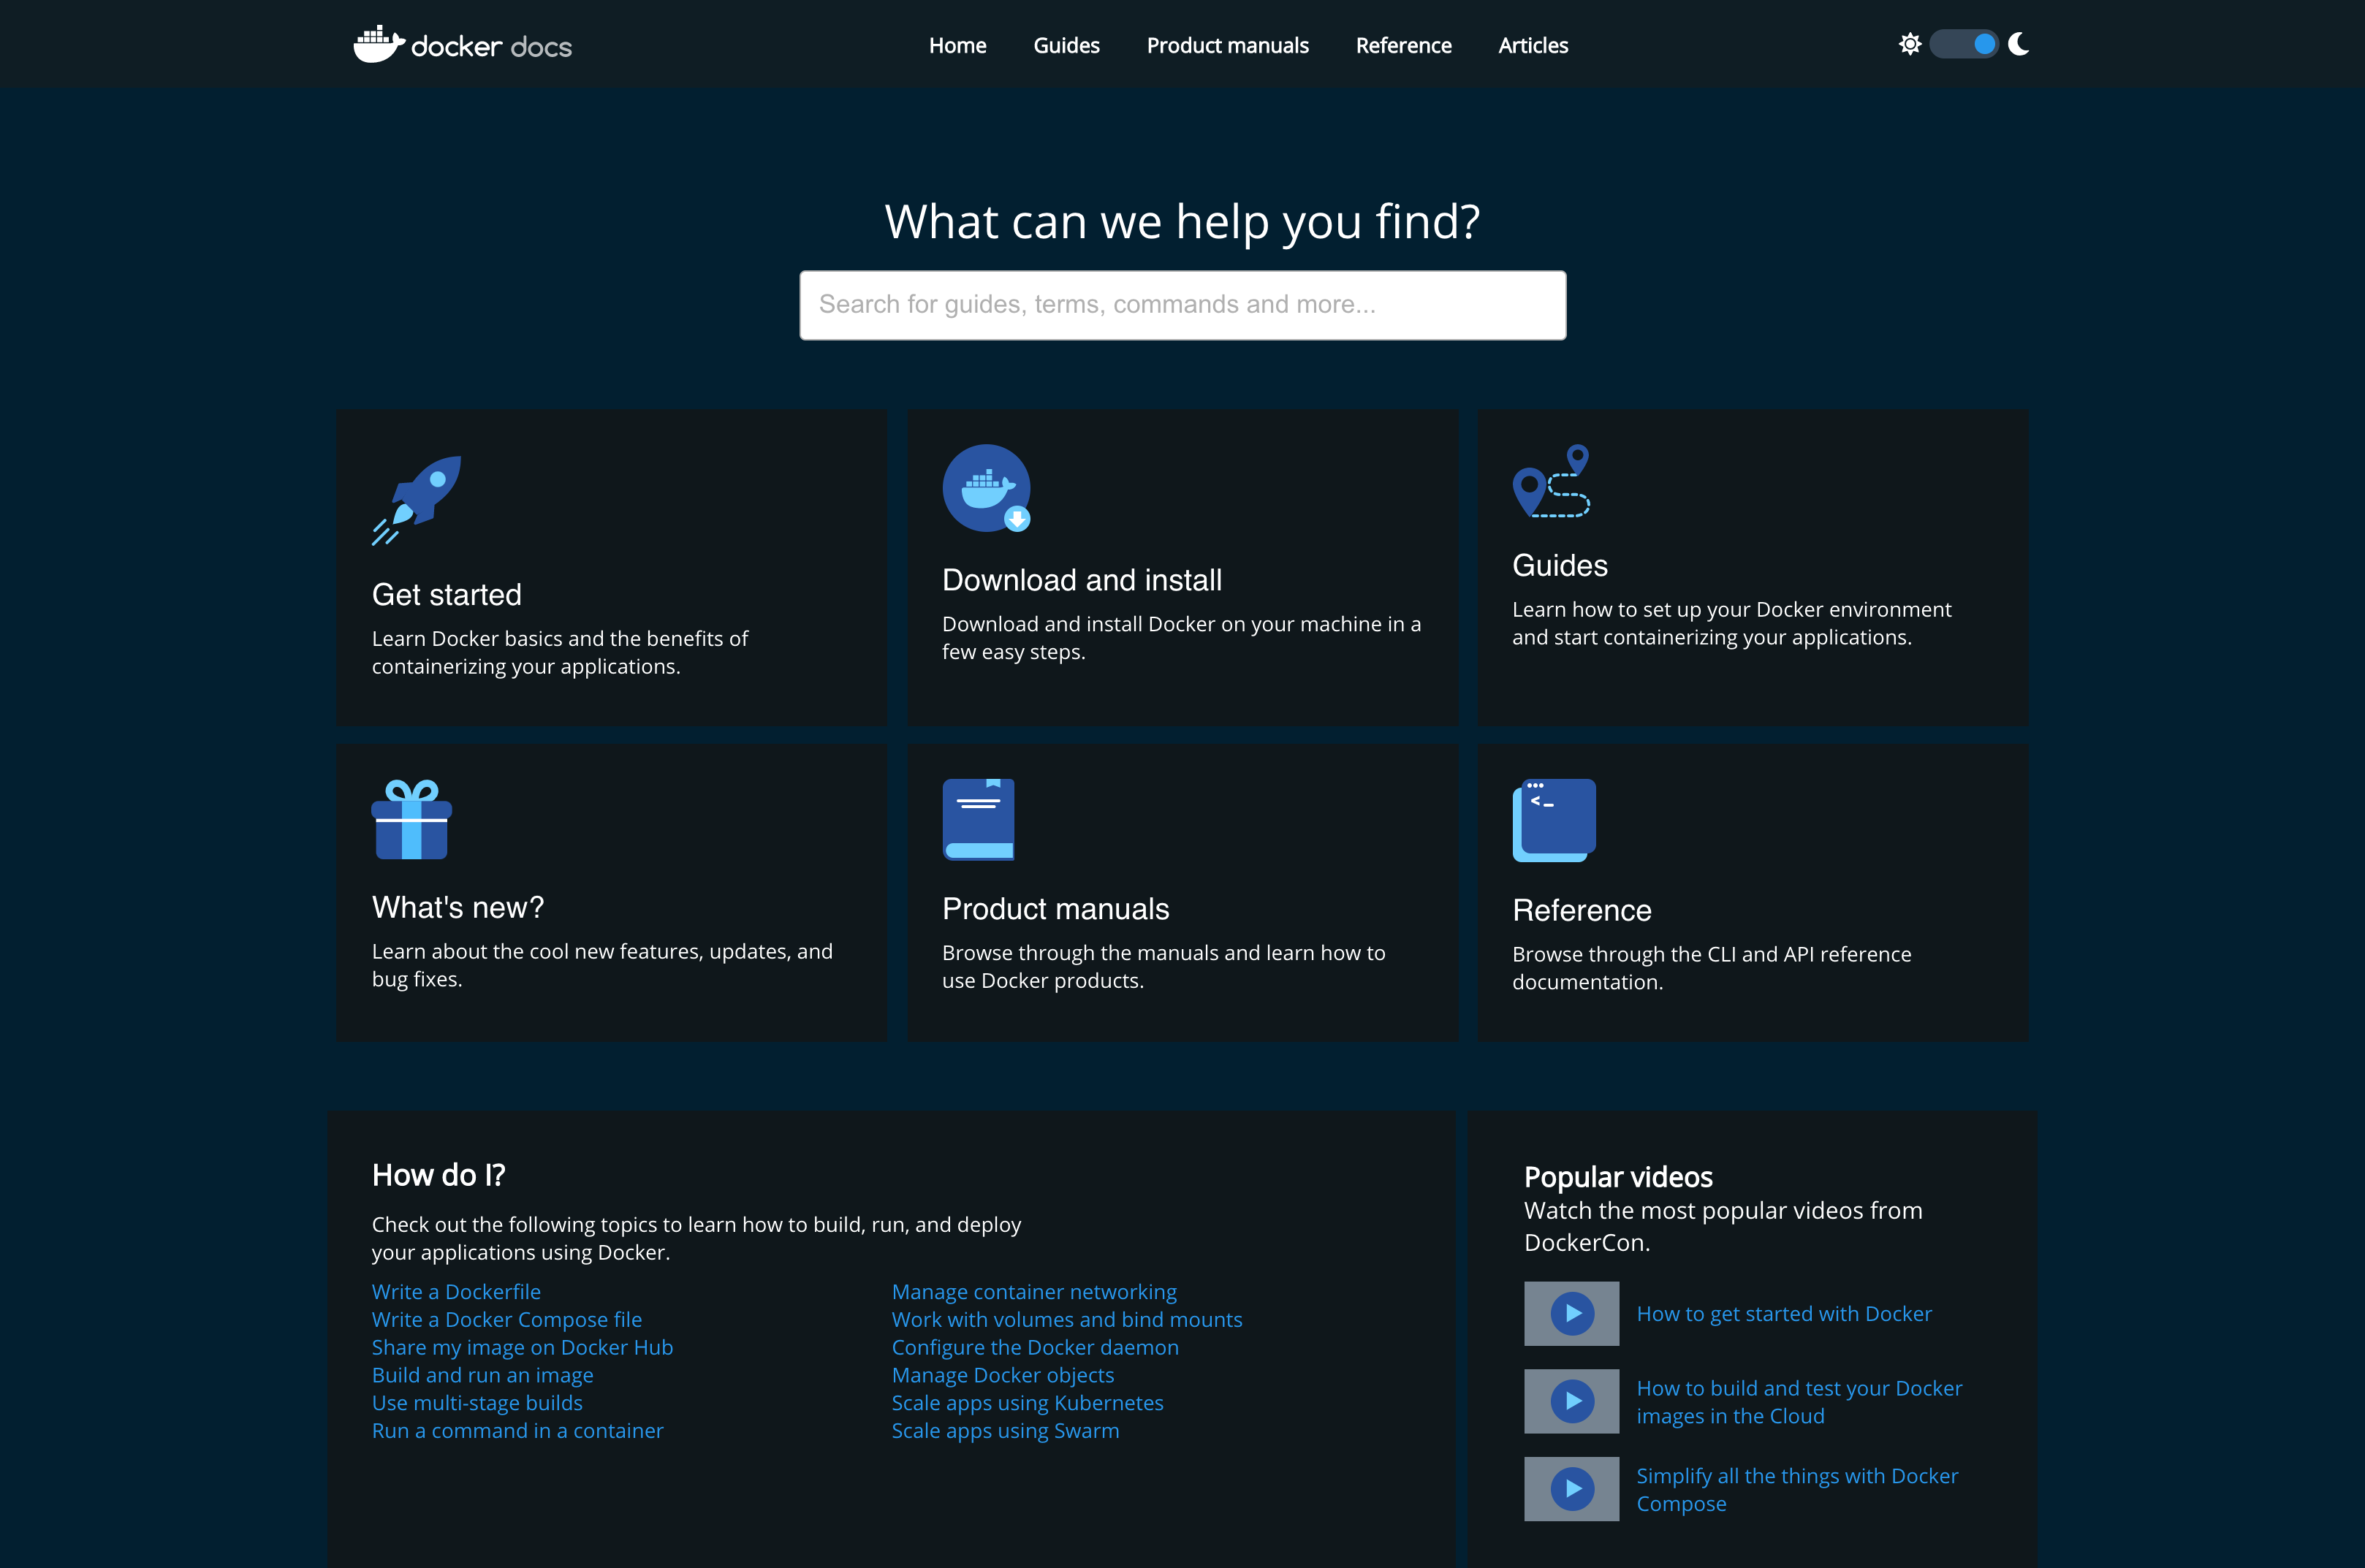 docker docs
Home
Guides
Product manuals
Reference
Articles
What can we help you find?
Search for guides, terms, commands and more...
Get started
Learn Docker basics and the benefits of
containerizing your applications.
Download and install
Download and install Docker on your machine in a
few easy steps.
Guides
Learn how to set up your Docker environment
and start containerizing your applications.
What's new?
Learn about the cool new features, updates, and
bug fixes.
Product manuals
Browse through the manuals and learn how to
use Docker products.
Reference
Browse through the CLI and API reference
documentation.
How do I?
Check out the following topics to learn how to build, run, and deploy
your applications using Docker.
Write a Dockerfile
Write a Docker Compose file
Share my image on Docker Hub
Build and run an image
Use multi-stage builds
Run a command in a container
Manage container networking
Work with volumes and bind mounts
Configure the Docker daemon
Manage Docker objects
Scale apps using Kubernetes
Scale apps using Swarm
Popular videos
Watch the most popular videos from
DockerCon.
How to get started with Docker
How to build and test your Docker
images in the Cloud
Simplify all the things with Docker
Compose